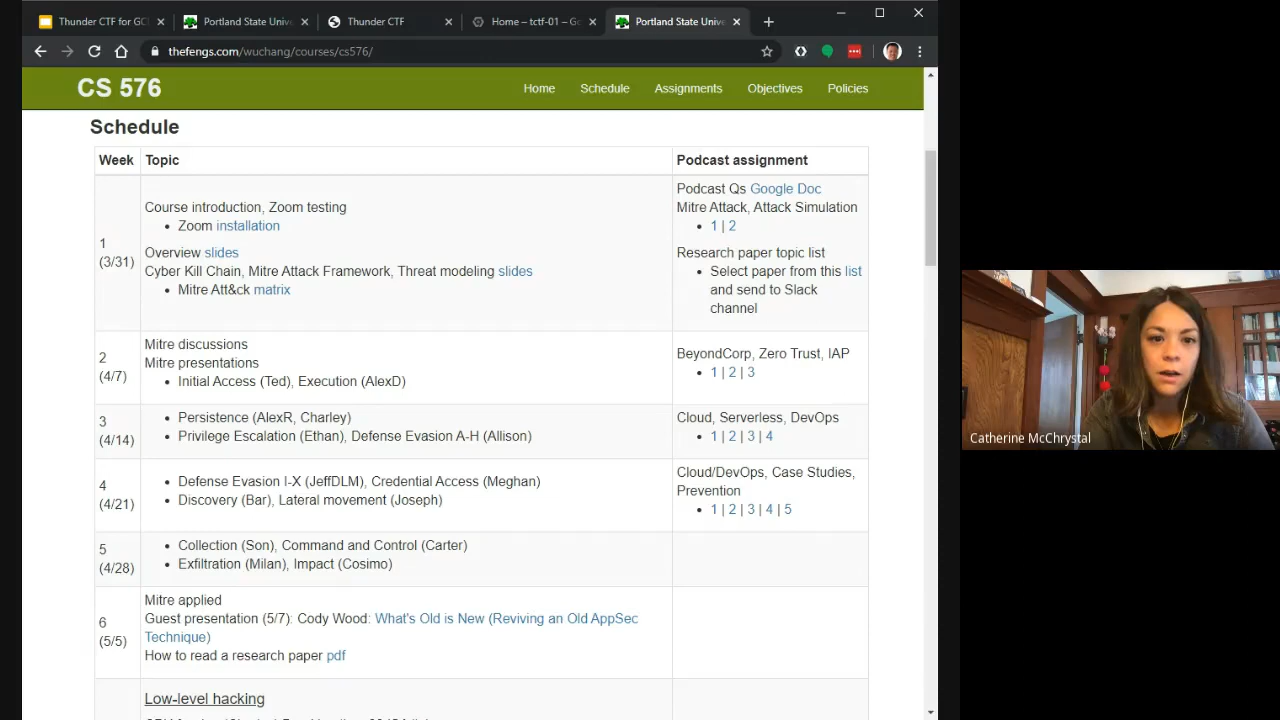 Thunder CTF for GC
Portland State Unive
Thunder CTF
Home – tctf-01 – Go
Portland State Unive
thefengs.com/wuchang/courses/cs576/
CS 576
Home
Schedule
Assignments
Objectives
Policies
Schedule
Week Topic Podcast assignment
1
(3/31)
Course introduction, Zoom testing
Zoom installation
Overview slides
Cyber Kill Chain, Mitre Attack Framework, Threat modeling slides
Mitre Att&ck matrix
Podcast Qs Google Doc
Mitre Attack, Attack Simulation
1 | 2
Research paper topic list
Select paper from this list
and send to Slack
channel
2
(4/7)
Mitre discussions
Mitre presentations
Initial Access (Ted), Execution (AlexD)
BeyondCorp, Zero Trust, IAP
1 | 2 | 3
3
(4/14)
Persistence (AlexR, Charley)
Privilege Escalation (Ethan), Defense Evasion A-H (Allison)
Cloud, Serverless, DevOps
1 | 2 | 3 | 4
4
(4/21)
Defense Evasion I-X (JeffDLM), Credential Access (Meghan)
Discovery (Bar), Lateral movement (Joseph)
Cloud/DevOps, Case Studies,
Prevention
1 | 2 | 3 | 4 | 5
5
(4/28)
Collection (Son), Command and Control (Carter)
Exfiltration (Milan), Impact (Cosimo)
6
(5/5)
Mitre applied
Guest presentation (5/7): Cody Wood: What's Old is New (Reviving an Old AppSec
Technique)
How to read a research paper pdf
Low-level hacking
Catherine McChrystal